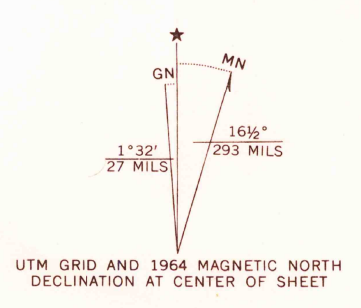 ★
GN
MN
1°32'
27 MILS
16½°
293 MILS
UTM GRID AND 1964 MAGNETIC NORTH
DECLINATION AT CENTER OF SHEET